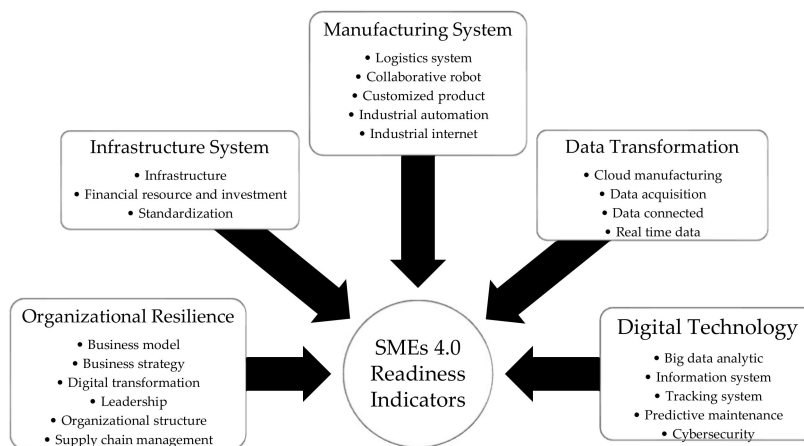 Manufacturing System
• Logistics system
• Collaborative robot
• Customized product
• Industrial automation
• Industrial internet
Infrastructure System
• Infrastructure
• Financial resource and investment
• Standardization
Data Transformation
• Cloud manufacturing
• Data acquisition
• Data connected
• Real time data
Organizational Resilience
• Business model
• Business strategy
• Digital transformation
• Leadership
• Organizational structure
• Supply chain management
SMEs 4.0
Readiness
Indicators
Digital Technology
• Big data analytic
• Information system
• Tracking system
• Predictive maintenance
• Cybersecurity